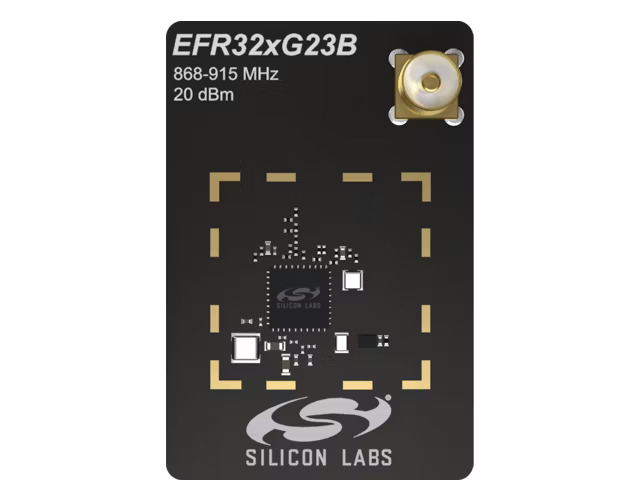 EFR32xG23B
868-915 MHz
20 dBm
SILICON LABS
SILICON LABS